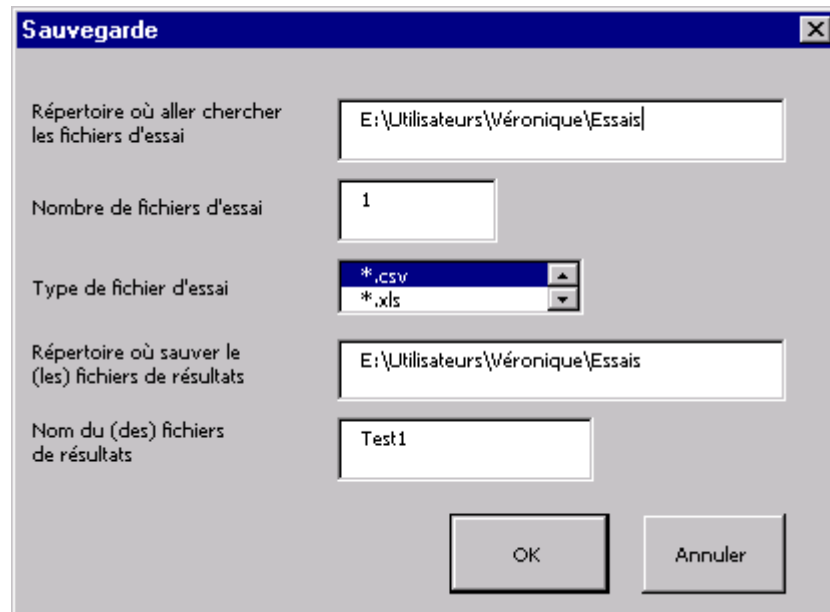 Sauvegarde
Répertoire où aller chercher
les fichiers d'essai
E:\Utilisateurs\Véronique\Essais
Nombre de fichiers d'essai
1
Type de fichier d'essai
*.csv
*.xls
Répertoire où sauver le
(les) fichiers de résultats
E:\Utilisateurs\Véronique\Essais
Nom du (des) fichiers
de résultats
Test1
OK
Annuler